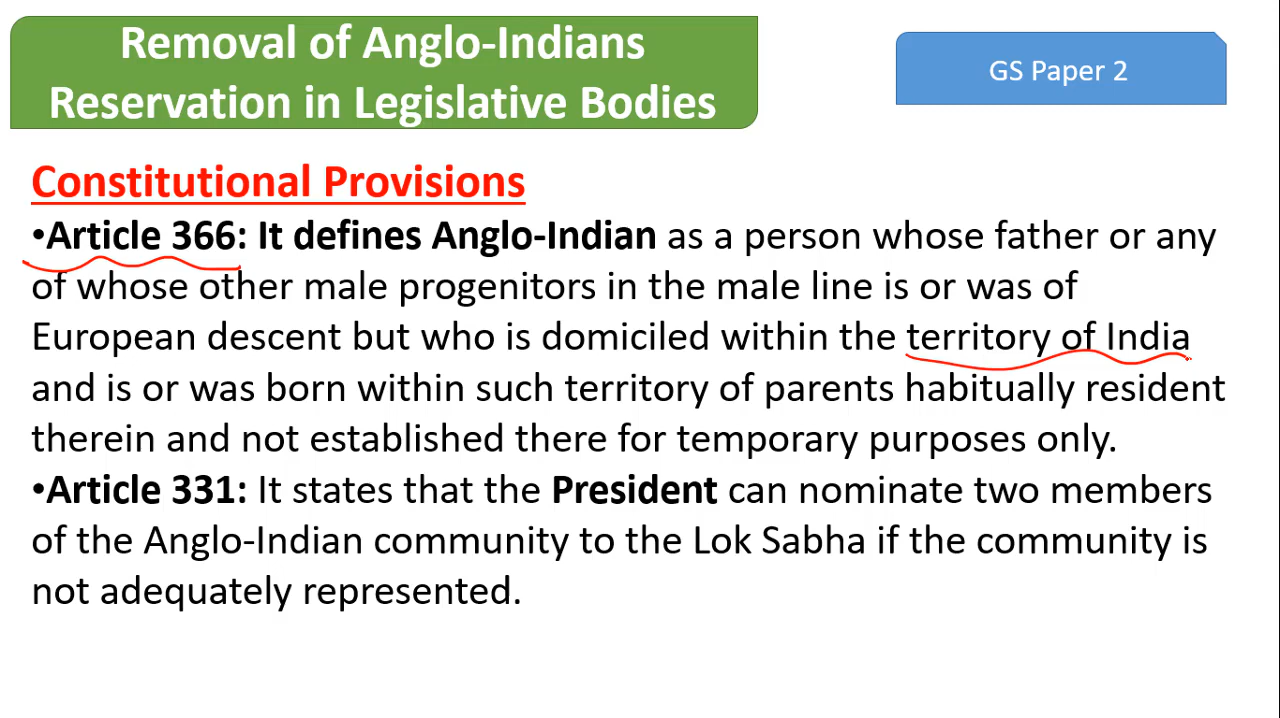 Removal of Anglo-Indians
Reservation in Legislative Bodies
GS Paper 2
Constitutional Provisions
•Article 366: It defines Anglo-Indian as a person whose father or any
of whose other male progenitors in the male line is or was of
European descent but who is domiciled within the territory of India
and is or was born within such territory of parents habitually resident
therein and not established there for temporary purposes only.
•Article 331: It states that the President can nominate two members
of the Anglo-Indian community to the Lok Sabha if the community is
not adequately represented.